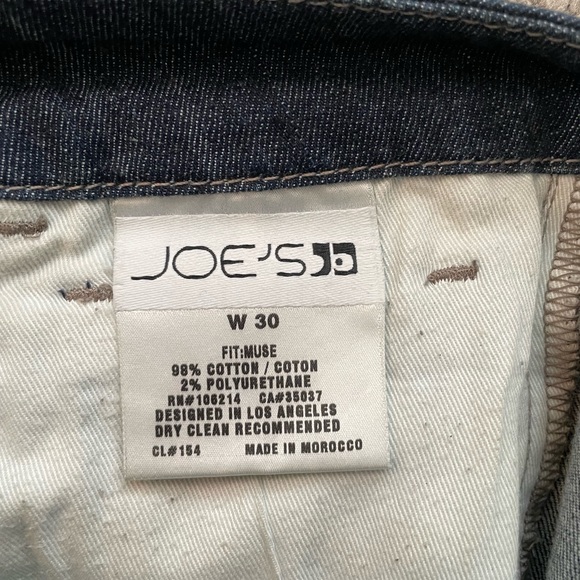 JOE'S
W 30
FIT:MUSE
98% COTTON / COTON
2% POLYURETHANE
RN#106214 CA#35037
DESIGNED IN LOS ANGELES
DRY CLEAN RECOMMENDED
CL#154 MADE IN MOROCCO